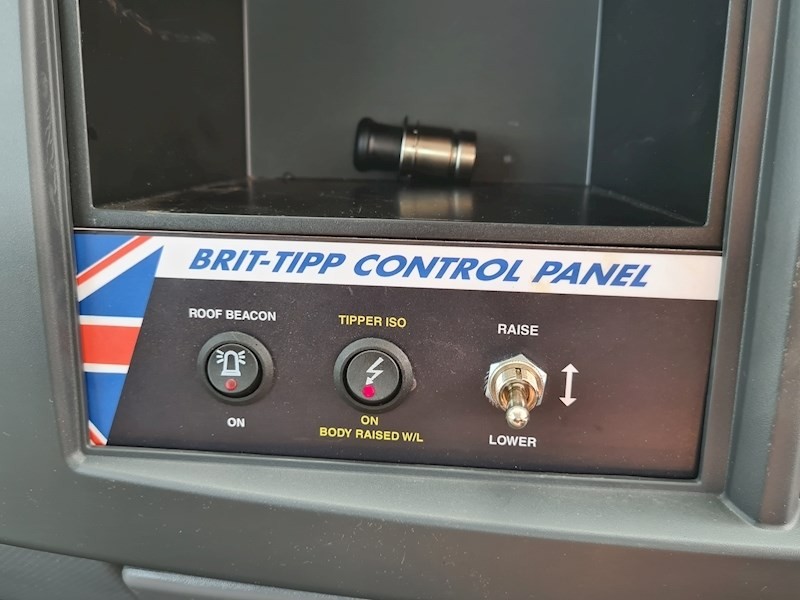 BRIT-TIPP CONTROL PANEL
ROOF BEACON
ON
TIPPER ISO
ON
BODY RAISED W/L
RAISE
LOWER